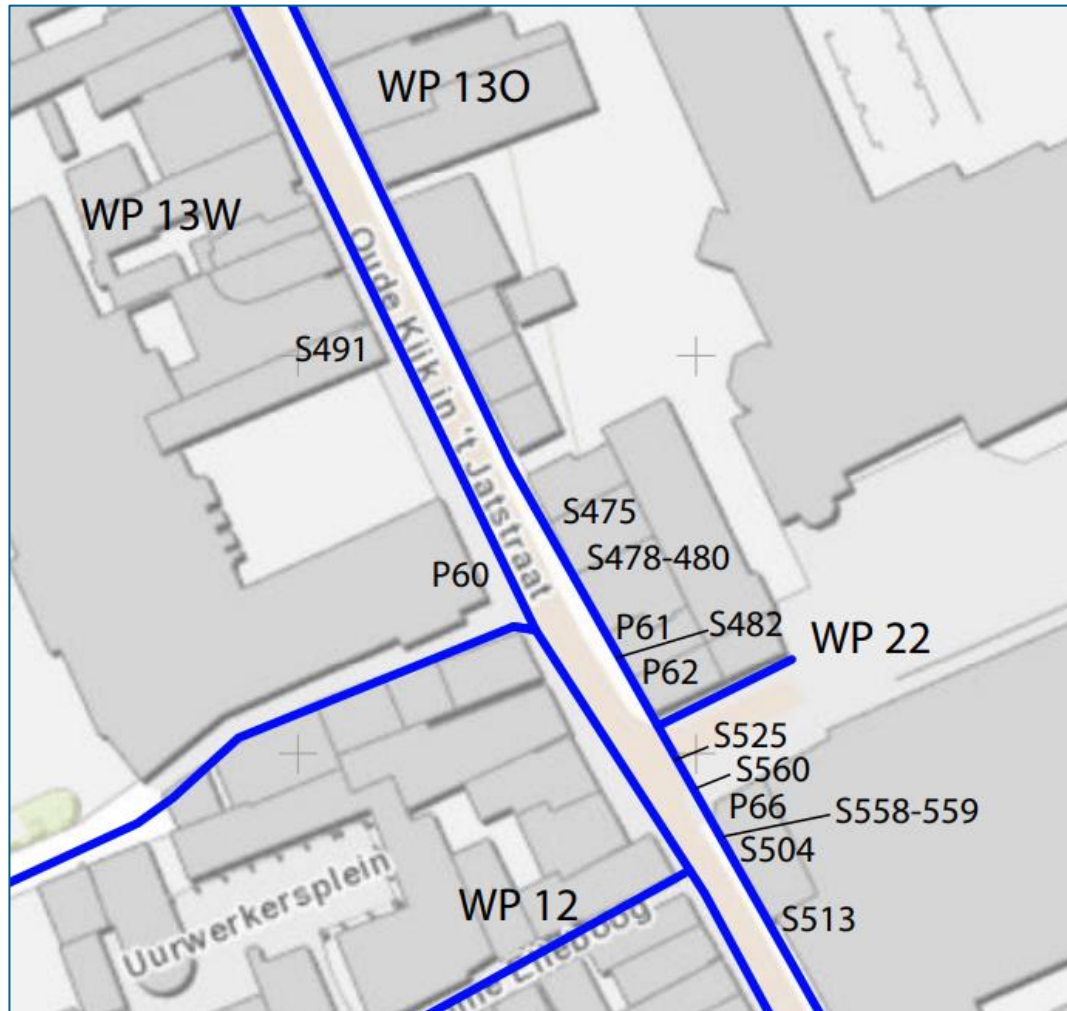 WP 13O
WP 13W
Oude Kijk in 't Jatstraat
S491
S475
S478-480
P60
P61
S482
P62
WP 22
S525
S560
P66
S558-559
S504
S513
WP 12
Uurwerkersplein